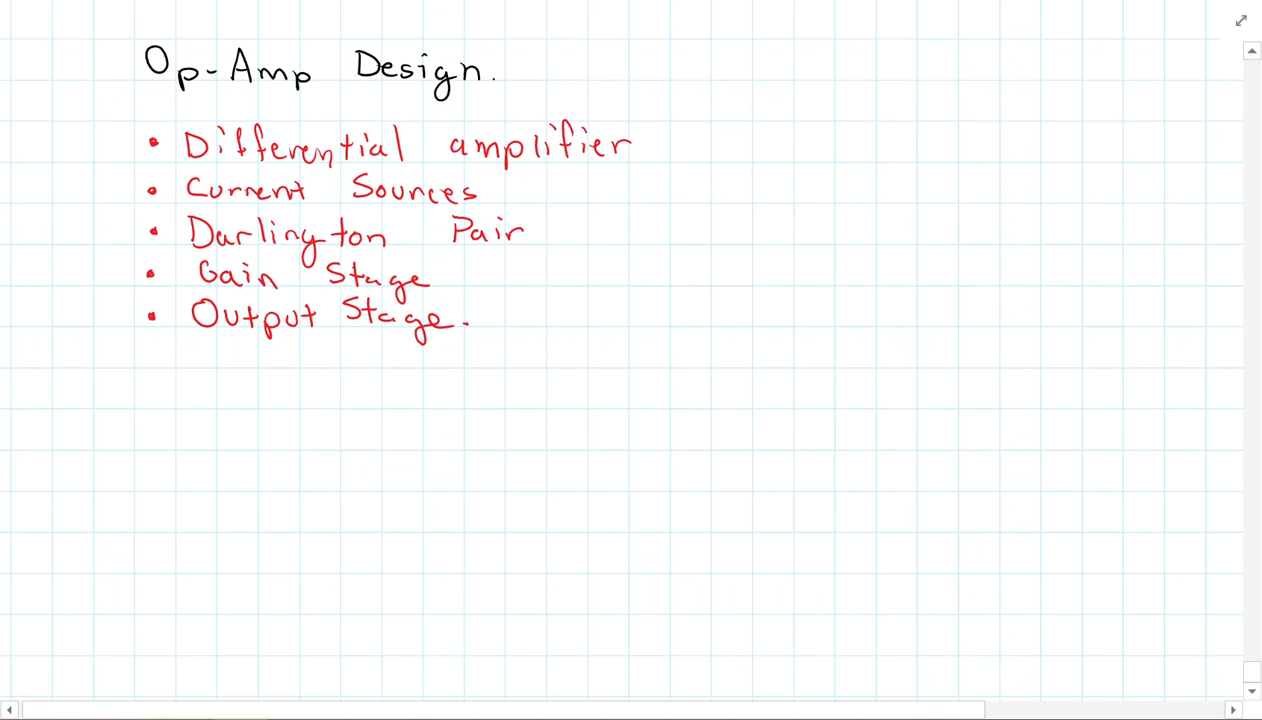 Op-Amp Design.
• Differential amplifier
• Current Sources
• Darlington Pair
• Gain Stage
• Output Stage.